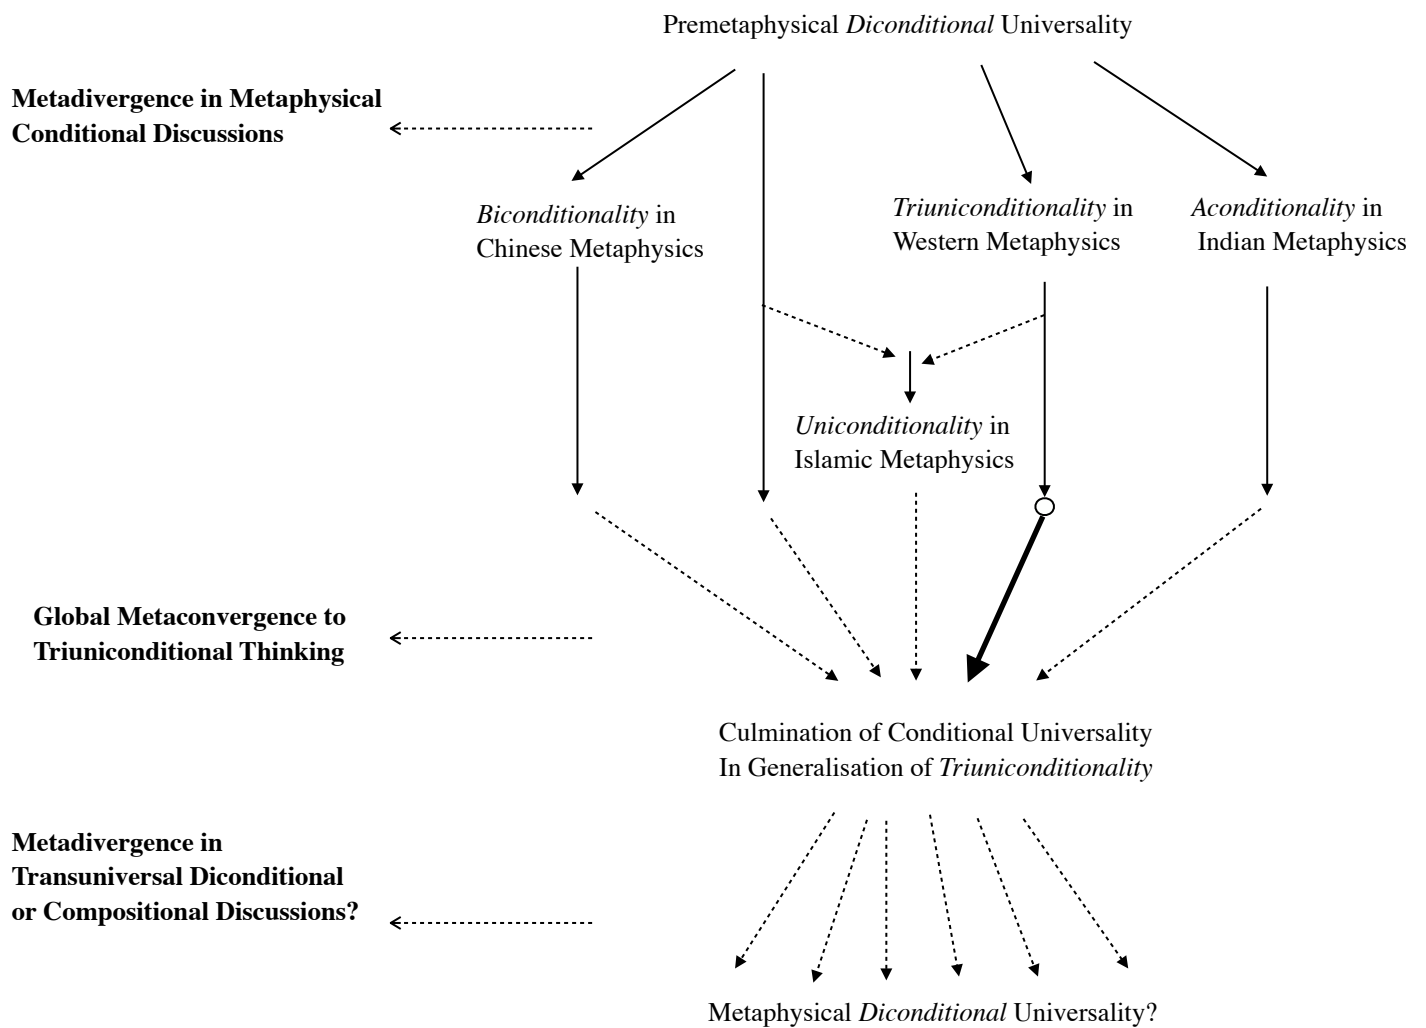 Premetaphysical Diconditional Universality
Metadivergence in Metaphysical
Conditional Discussions
Biconditionality in
Chinese Metaphysics
Triuniconditionality in
Western Metaphysics
Aconditionality in
Indian Metaphysics
Uniconditionality in
Islamic Metaphysics
Global Metaconvergence to
Triuniconditional Thinking
Culmination of Conditional Universality
In Generalisation of Triuniconditionality
Metadivergence in
Transuniversal Diconditional
or Compositional Discussions?
Metaphysical Diconditional Universality?